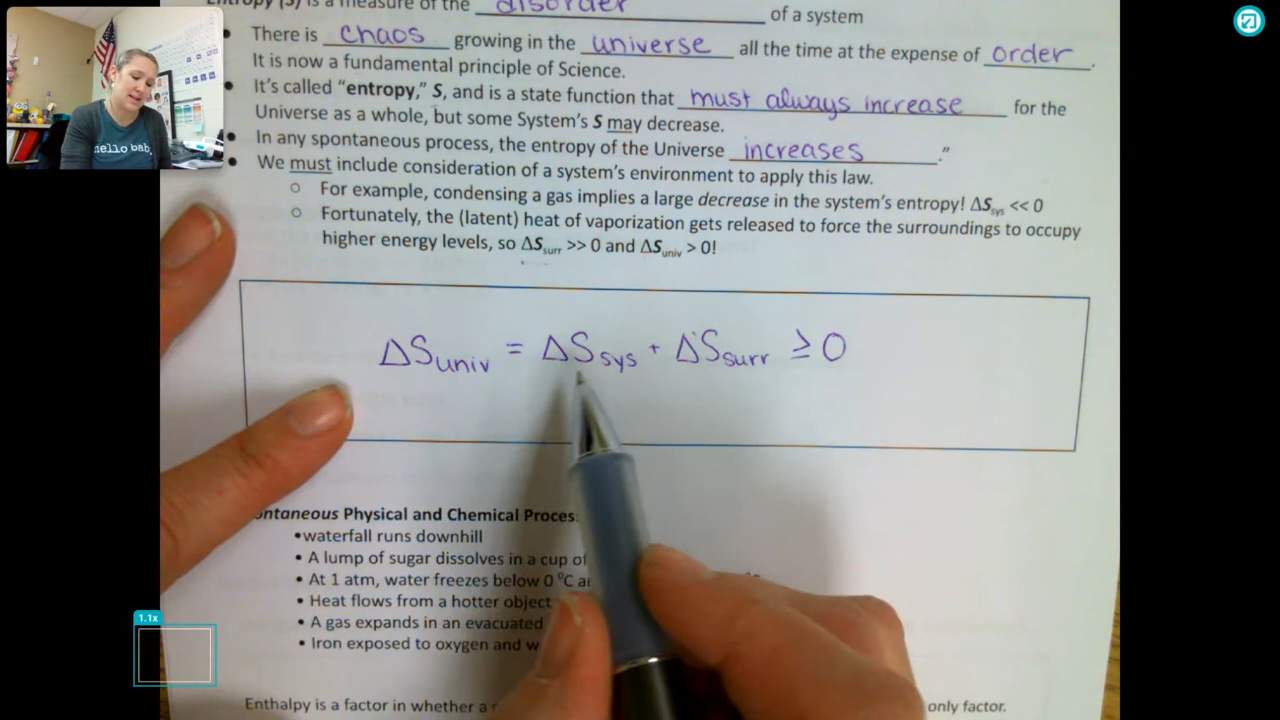 Entropy (S) is a measure of the disorder of a system
• There is chaos growing in the universe all the time at the expense of order.
It is now a fundamental principle of Science.
• It's called "entropy," S, and is a state function that must always increase for the
Universe as a whole, but some System's S may decrease.
• In any spontaneous process, the entropy of the Universe increases."
• We must include consideration of a system's environment to apply this law.
○ For example, condensing a gas implies a large decrease in the system's entropy! ΔSsys << 0
○ Fortunately, the (latent) heat of vaporization gets released to force the surroundings to occupy
higher energy levels, so ΔSsurr >> 0 and ΔSuniv > 0!
ΔSuniv = ΔSsys + ΔSsurr ≥ 0
ontaneous Physical and Chemical Proces
• waterfall runs downhill
• A lump of sugar dissolves in a cup of
• At 1 atm, water freezes below 0 ⁰C a
• Heat flows from a hotter object
• A gas expands in an evacuated
• Iron exposed to oxygen and w
Enthalpy is a factor in whether a only factor.
hello baby
1.1x